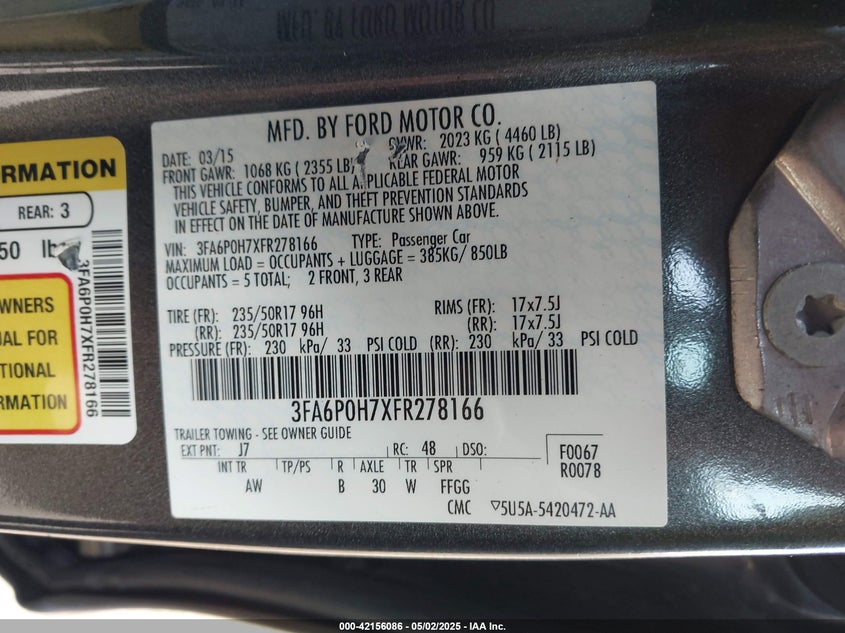 MFD. BY FORD MOTOR CO.
DATE: 03/15 GVWR: 2023 KG ( 4460 LB)
FRONT GAWR: 1068 KG ( 2355 LB) REAR GAWR: 959 KG ( 2115 LB)
THIS VEHICLE CONFORMS TO ALL APPLICABLE FEDERAL MOTOR
VEHICLE SAFETY, BUMPER, AND THEFT PREVENTION STANDARDS
IN EFFECT ON THE DATE OF MANUFACTURE SHOWN ABOVE.
VIN: 3FA6P0H7XFR278166 TYPE: Passenger Car
MAXIMUM LOAD = OCCUPANTS + LUGGAGE = 385KG/ 850LB
OCCUPANTS = 5 TOTAL; 2 FRONT, 3 REAR
TIRE (FR): 235/50R17 96H RIMS (FR): 17x7.5J
(RR): 235/50R17 96H (RR): 17x7.5J
PRESSURE (FR): 230 kPa/ 33 PSI COLD (RR): 230 kPa/ 33 PSI COLD
3FA6P0H7XFR278166
TRAILER TOWING - SEE OWNER GUIDE
EXT PNT: J7 RC: 48 DSO: F0067
R0078
INT TR TP/PS R AXLE TR SPR
AW B 30 W FFGG
CMC ▽5U5A-5420472-AA
ORMATION
REAR: 3
50 lb
3FA6P0H7XFR278166
OWNERS
UAL FOR
TIONAL
RMATION
000-42156086 - 05/02/2025 - IAA Inc.